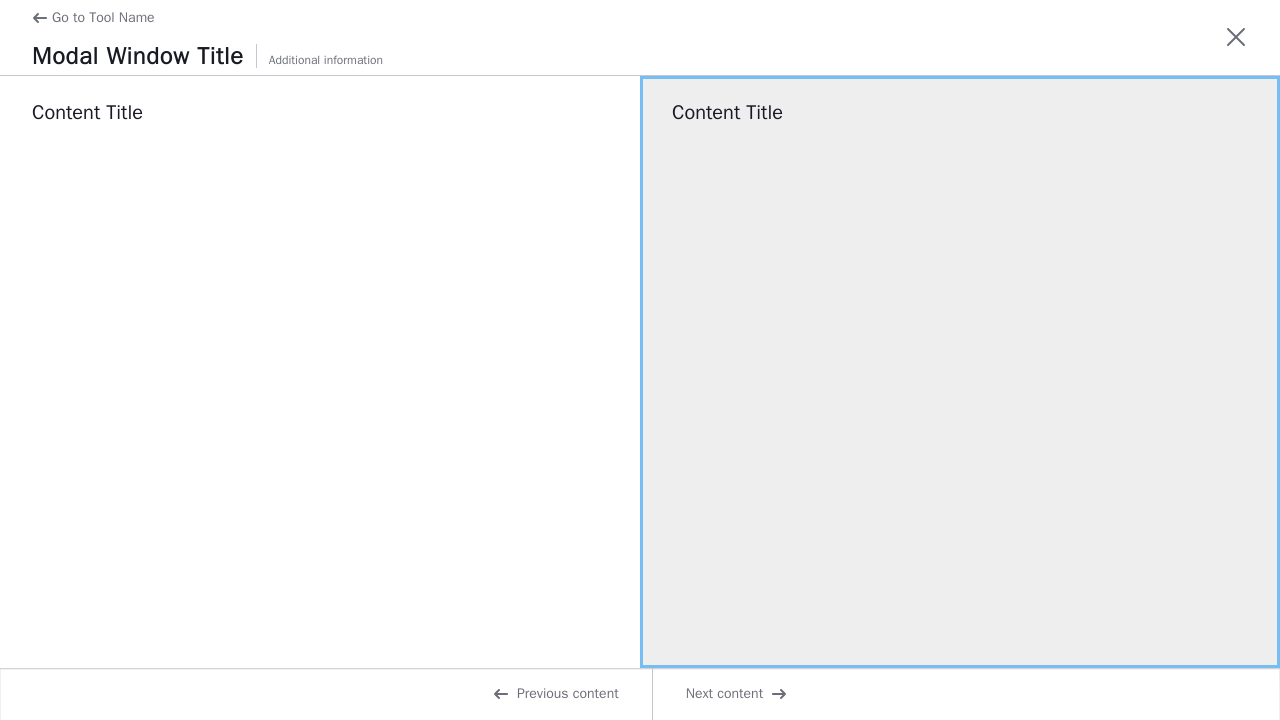 Go to Tool Name
Modal Window Title
Additional information
Content Title
Content Title
Previous content
Next content